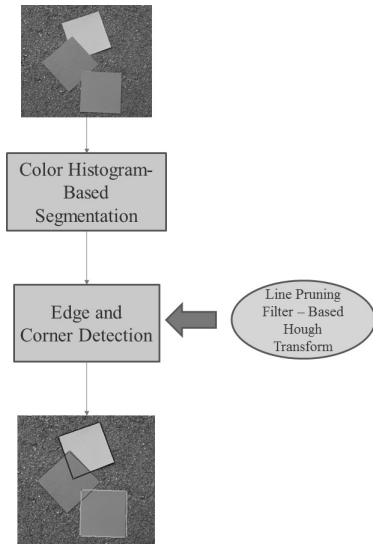 Color Histogram-
Based
Segmentation
Edge and
Corner Detection
Line Pruning
Filter – Based
Hough
Transform